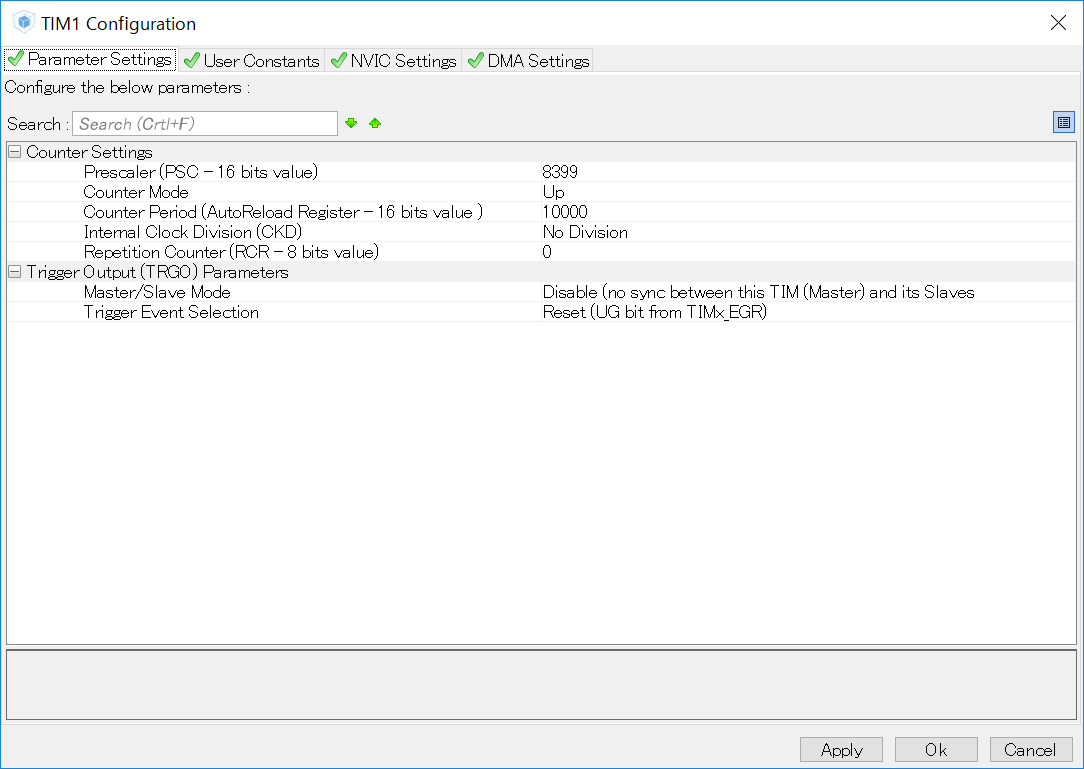 TIM1 Configuration
Parameter Settings User Constants NVIC Settings DMA Settings
Configure the below parameters :
Search : Search (Crtl+F)
Counter Settings
Prescaler (PSC - 16 bits value) 8399
Counter Mode Up
Counter Period (AutoReload Register - 16 bits value ) 10000
Internal Clock Division (CKD) No Division
Repetition Counter (RCR - 8 bits value) 0
Trigger Output (TRGO) Parameters
Master/Slave Mode Disable (no sync between this TIM (Master) and its Slaves
Trigger Event Selection Reset (UG bit from TIMx_EGR)
Apply Ok Cancel